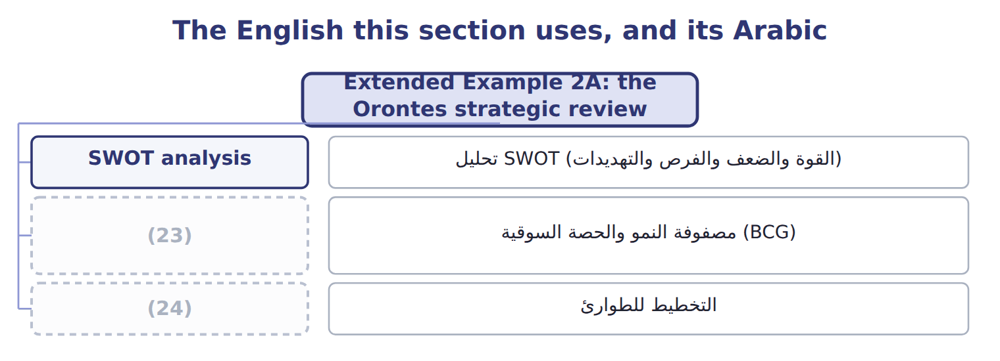 The English this section uses, and its Arabic
Extended Example 2A: the
Orontes strategic review
SWOT analysis
تحليل SWOT (القوة والضعف والفرص والتهديدات)
(23)
مصفوفة النمو والحصة السوقية (BCG)
(24)
التخطيط للطوارئ